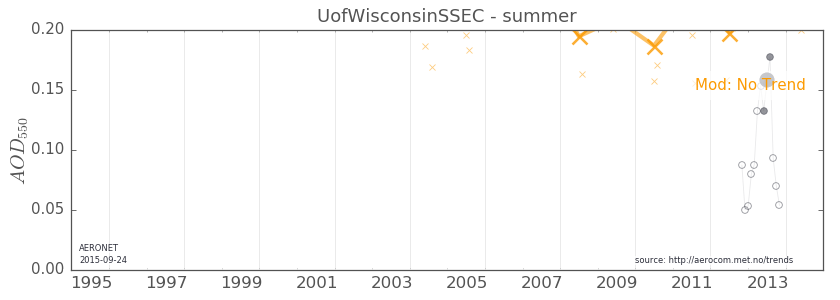 UofWisconsinSSEC - summer
0.20
0.15
0.10
0.05
0.00
AOD550
Mod: No Trend
AERONET
2015-09-24
source: http://aerocom.met.no/trends
1995 1997 1999 2001 2003 2005 2007 2009 2011 2013